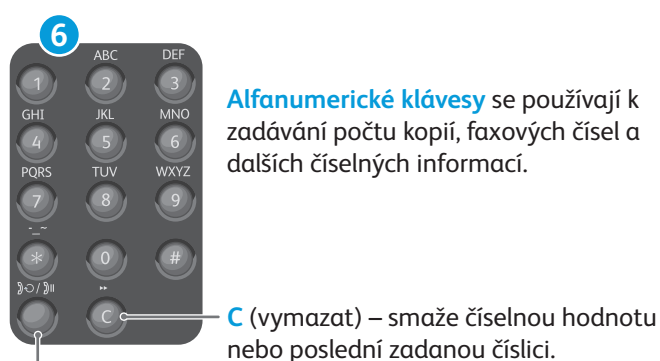 6
ABC DEF
1 2 3
GHI JKL MNO
4 5 6
PQRS TUV WXYZ
7 8 9
-_~
* 0 #
C
Alfanumerické klávesy se používají k
zadávání počtu kopií, faxových čísel a
dalších číselných informací.
C (vymazat) – smaže číselnou hodnotu
nebo poslední zadanou číslici.